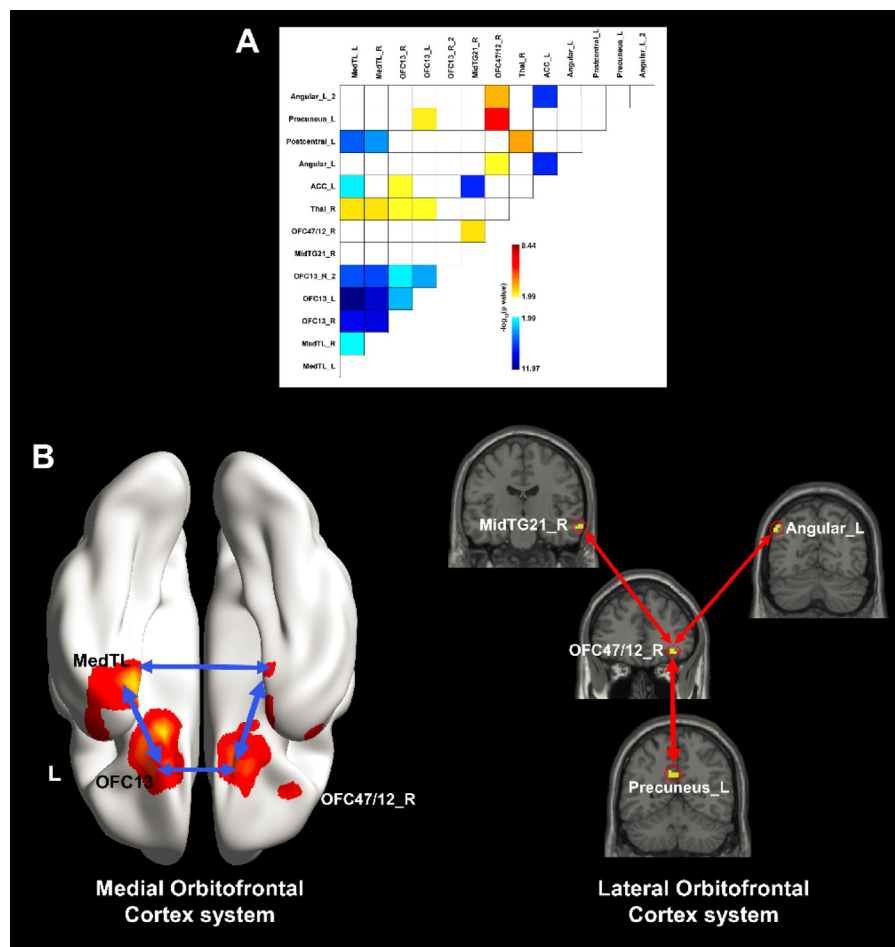 A
MedTL_L
MedTL_R
OFC13_R
OFC13_L
OFC13_R_2
MidTG21_R
OFC47/12_R
Thal_R
ACC_L
Angular_L
Postcentral_L
Precuneus_L
Angular_L_2
Angular_L_2
Precuneus_L
Postcentral_L
Angular_L
ACC_L
Thal_R
OFC47/12_R
MidTG21_R
OFC13_R_2
OFC13_L
OFC13_R
MedTL_R
MedTL_L
8.44
1.99
1.99
11.97
-log10(p value)
B
MedTL
OFC13
L
OFC47/12_R
Medial Orbitofrontal
Cortex system
MidTG21_R
Angular_L
OFC47/12_R
Precuneus_L
Lateral Orbitofrontal
Cortex system